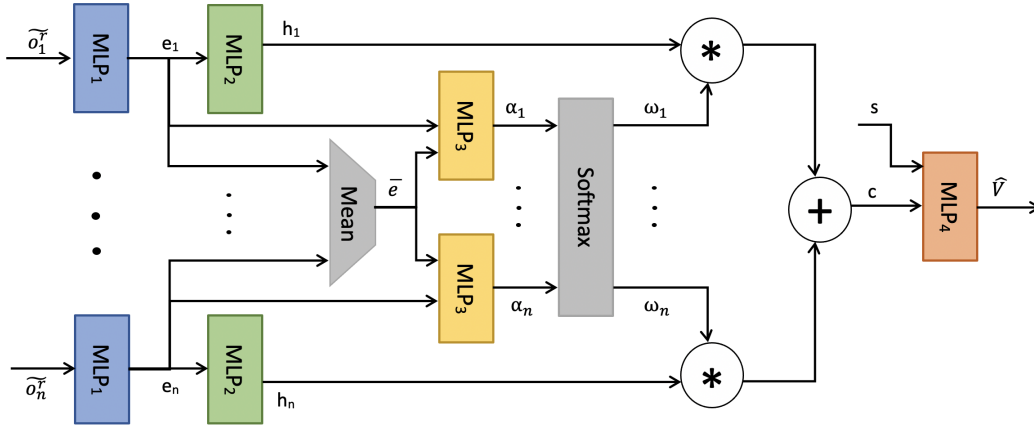 õ₁ʳ
MLP₁
e₁
MLP₂
h₁
*
MLP₃
α₁
ω₁
s
Mean
e̅
Softmax
+
c
MLP₄
V̂
MLP₃
αₙ
ωₙ
õₙʳ
MLP₁
eₙ
MLP₂
hₙ
*